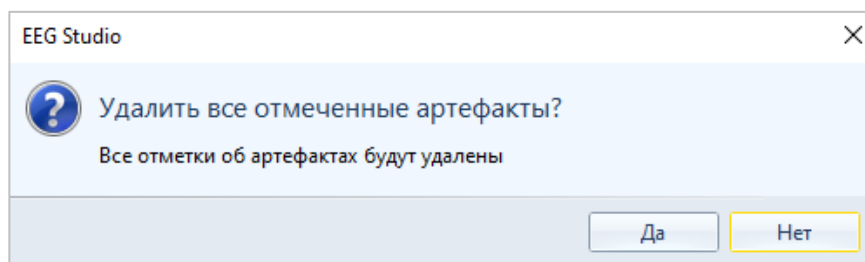 EEG Studio
Удалить все отмеченные артефакты?
Все отметки об артефактах будут удалены
Да
Нет